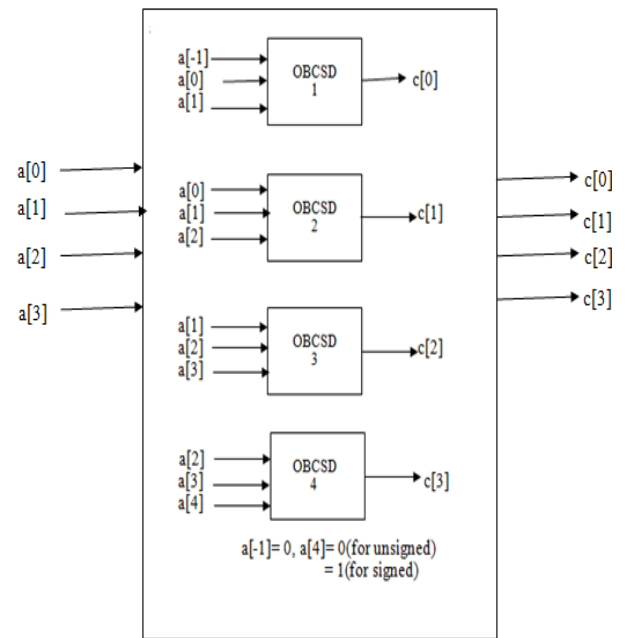 a[-1]
a[0]
a[1]
OBCSD
1
c[0]
a[0]
a[1]
a[2]
a[3]
a[0]
a[1]
a[2]
OBCSD
2
c[1]
c[0]
c[1]
c[2]
c[3]
a[1]
a[2]
a[3]
OBCSD
3
c[2]
a[2]
a[3]
a[4]
OBCSD
4
c[3]
a[-1]= 0, a[4]= 0(for unsigned)
= 1(for signed)